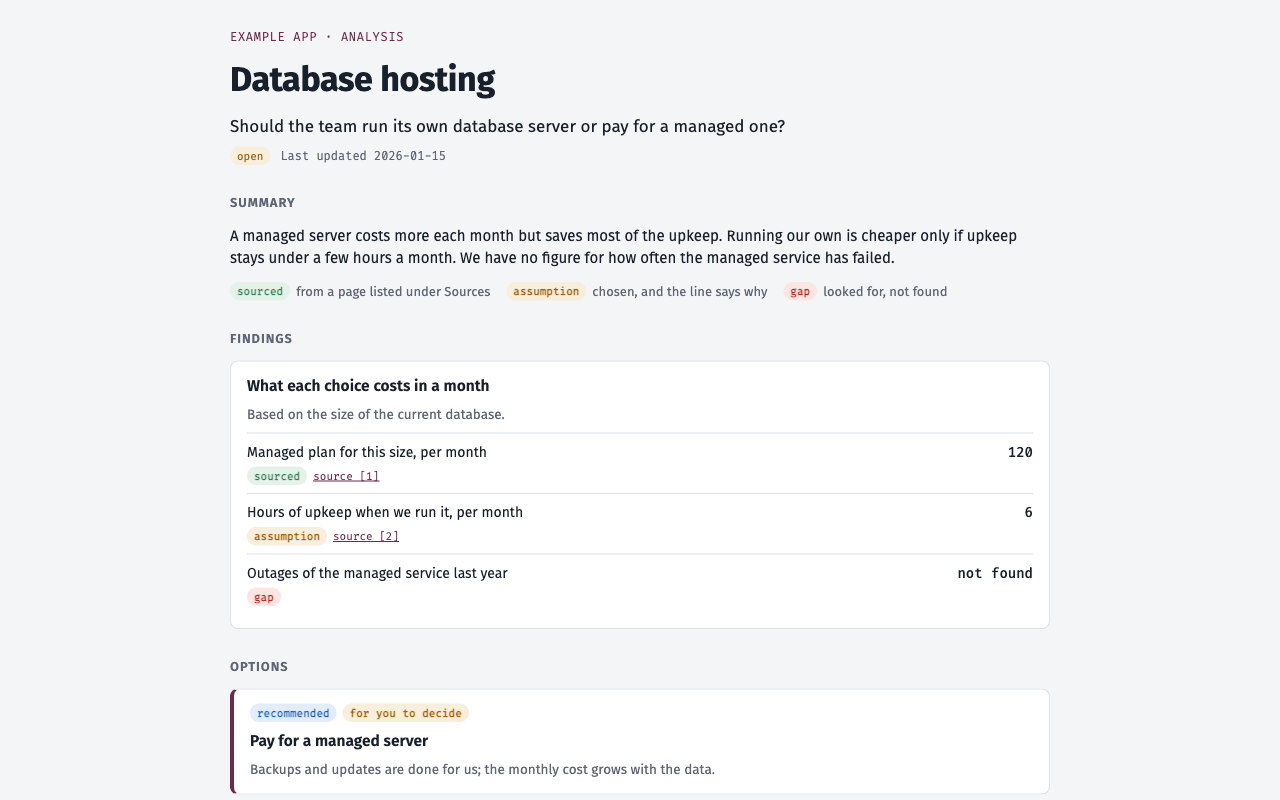 EXAMPLE APP · ANALYSIS
Database hosting
Should the team run its own database server or pay for a managed one?
open Last updated 2026-01-15
SUMMARY
A managed server costs more each month but saves most of the upkeep. Running our own is cheaper only if upkeep
stays under a few hours a month. We have no figure for how often the managed service has failed.
sourced from a page listed under Sources assumption chosen, and the line says why gap looked for, not found
FINDINGS
What each choice costs in a month
Based on the size of the current database.
Managed plan for this size, per month 120
sourced source [1]
Hours of upkeep when we run it, per month 6
assumption source [2]
Outages of the managed service last year not found
gap
OPTIONS
recommended for you to decide
Pay for a managed server
Backups and updates are done for us; the monthly cost grows with the data.